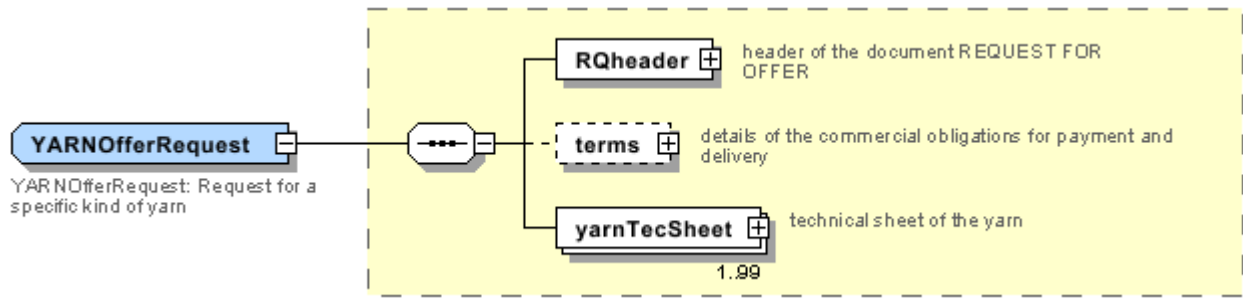 RQheader
header of the document REQUEST FOR
OFFER
YARNOfferRequest
YARNOfferRequest: Request for a
specific kind of yarn
terms
details of the commercial obligations for payment and
delivery
yarnTecSheet
technical sheet of the yarn
1..99